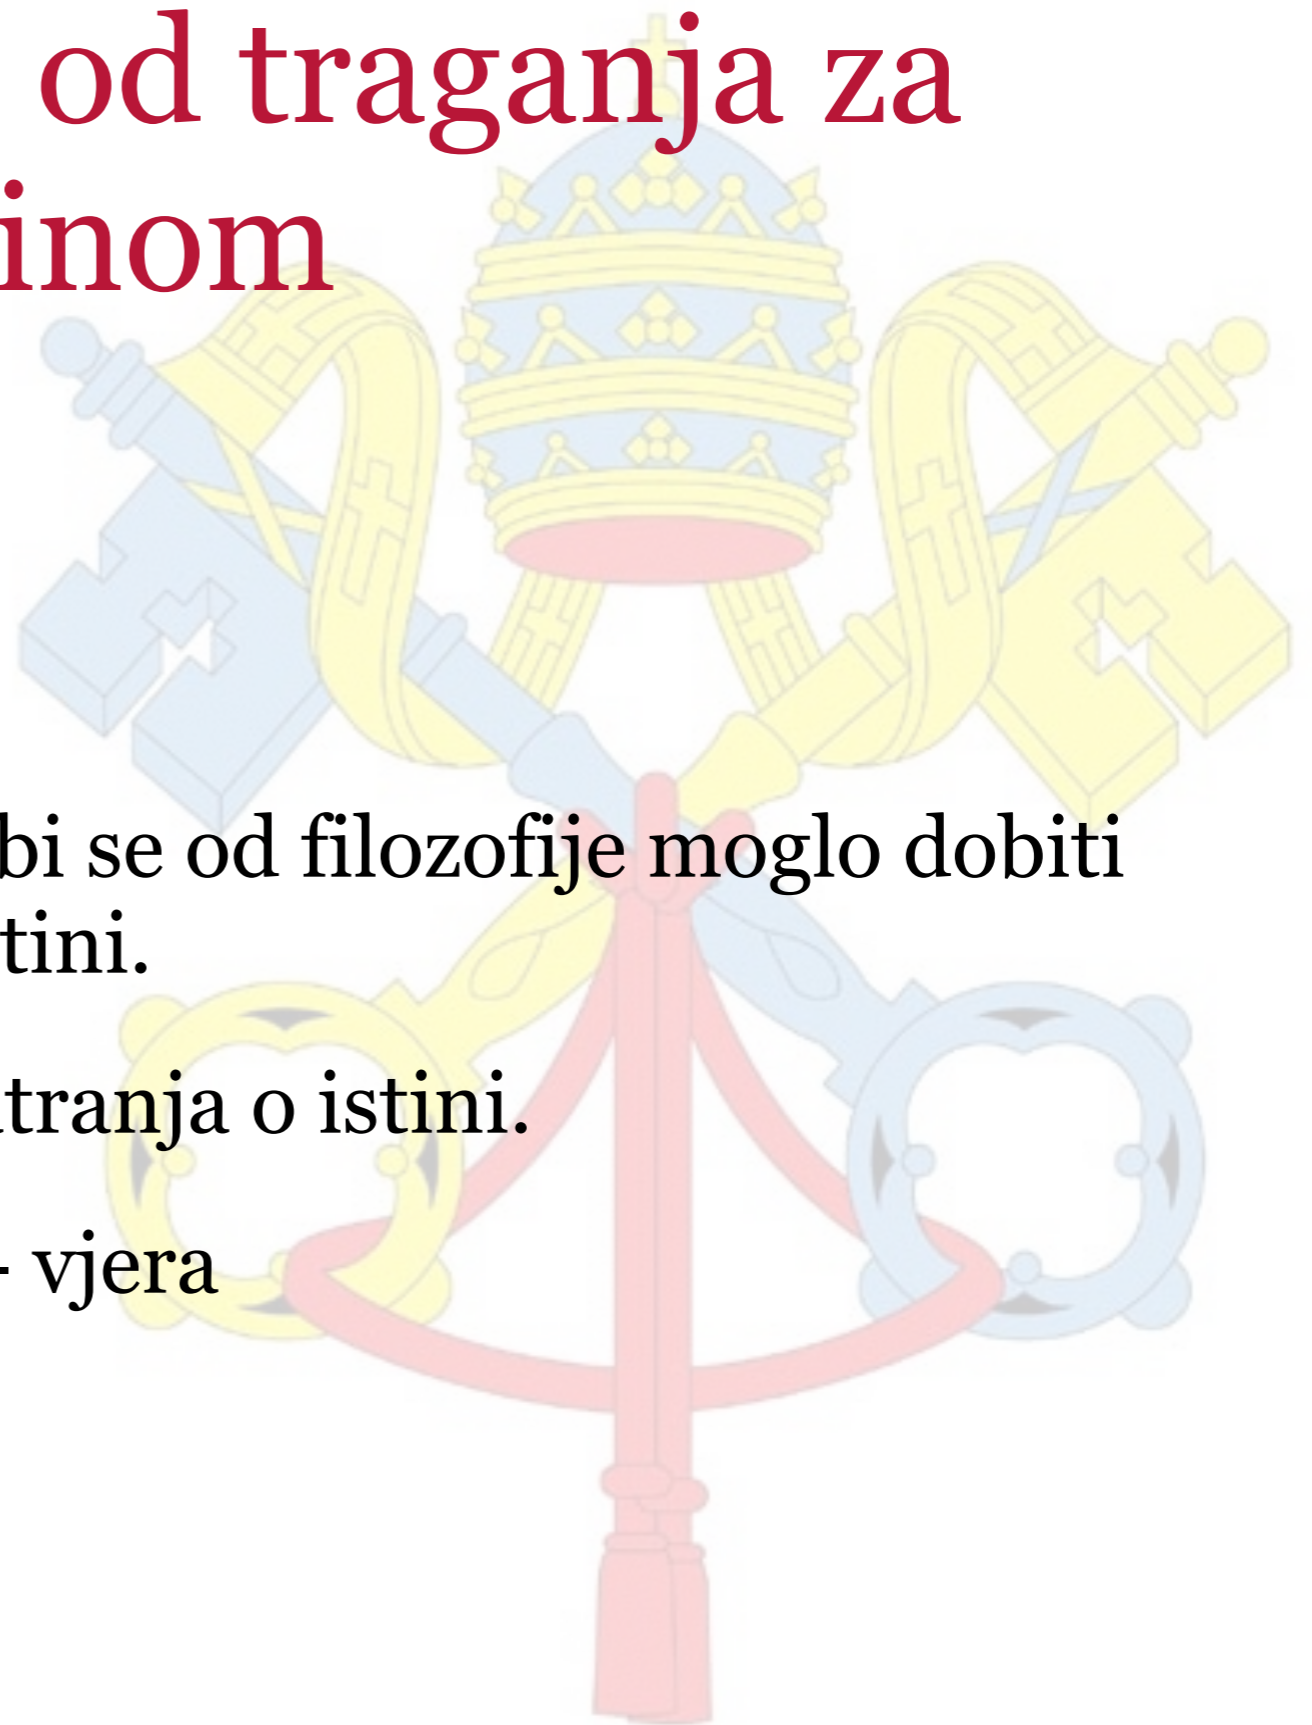 od traganja za
inom
bi se od filozofije moglo dobiti
tini.
tranja o istini.
- vjera